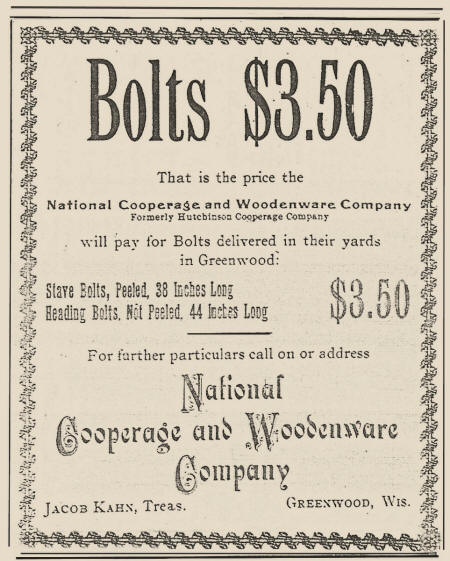 Bolts $3.50
That is the price the
National Cooperage and Woodenware Company
Formerly Hutchinson Cooperage Company
will pay for Bolts delivered in their yards
in Greenwood:
Stave Bolts, Peeled, 38 Inches Long
Heading Bolts, Not Peeled, 44 Inches Long
$3.50
For further particulars call on or address
National
Cooperage and Woodenware
Company
Jacob Kahn, Treas. Greenwood, Wis.